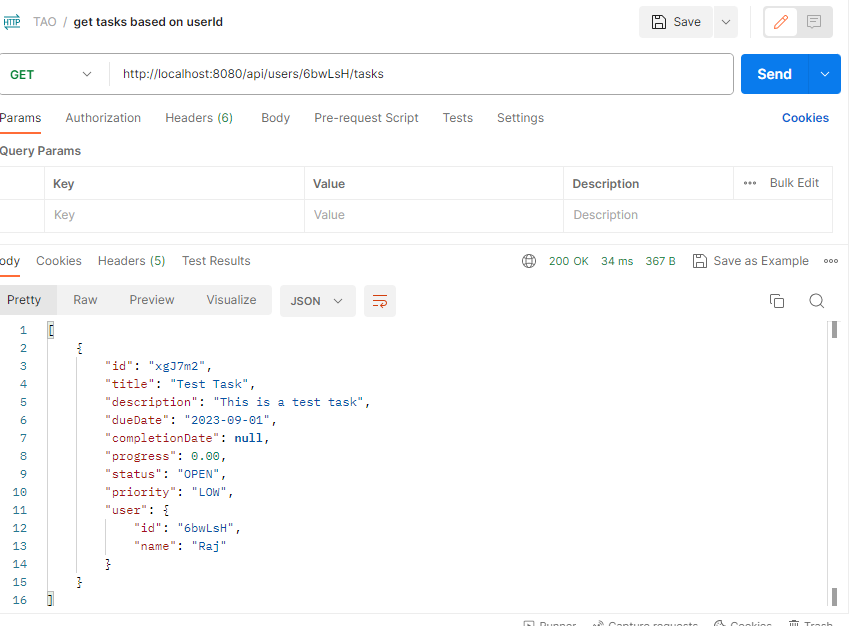 HTTP TAO / get tasks based on userId Save
GET http://localhost:8080/api/users/6bwLsH/tasks Send
Params Authorization Headers (6) Body Pre-request Script Tests Settings Cookies
Query Params
Key Value Description ••• Bulk Edit
Key Value Description
ody Cookies Headers (5) Test Results 200 OK 34 ms 367 B Save as Example
Pretty Raw Preview Visualize JSON
1 [
2 {
3 "id": "xgJ7m2",
4 "title": "Test Task",
5 "description": "This is a test task",
6 "dueDate": "2023-09-01",
7 "completionDate": null,
8 "progress": 0.00,
9 "status": "OPEN",
10 "priority": "LOW",
11 "user": {
12 "id": "6bwLsH",
13 "name": "Raj"
14 }
15 }
16 ]
Runner Capture requests Cookies Trash